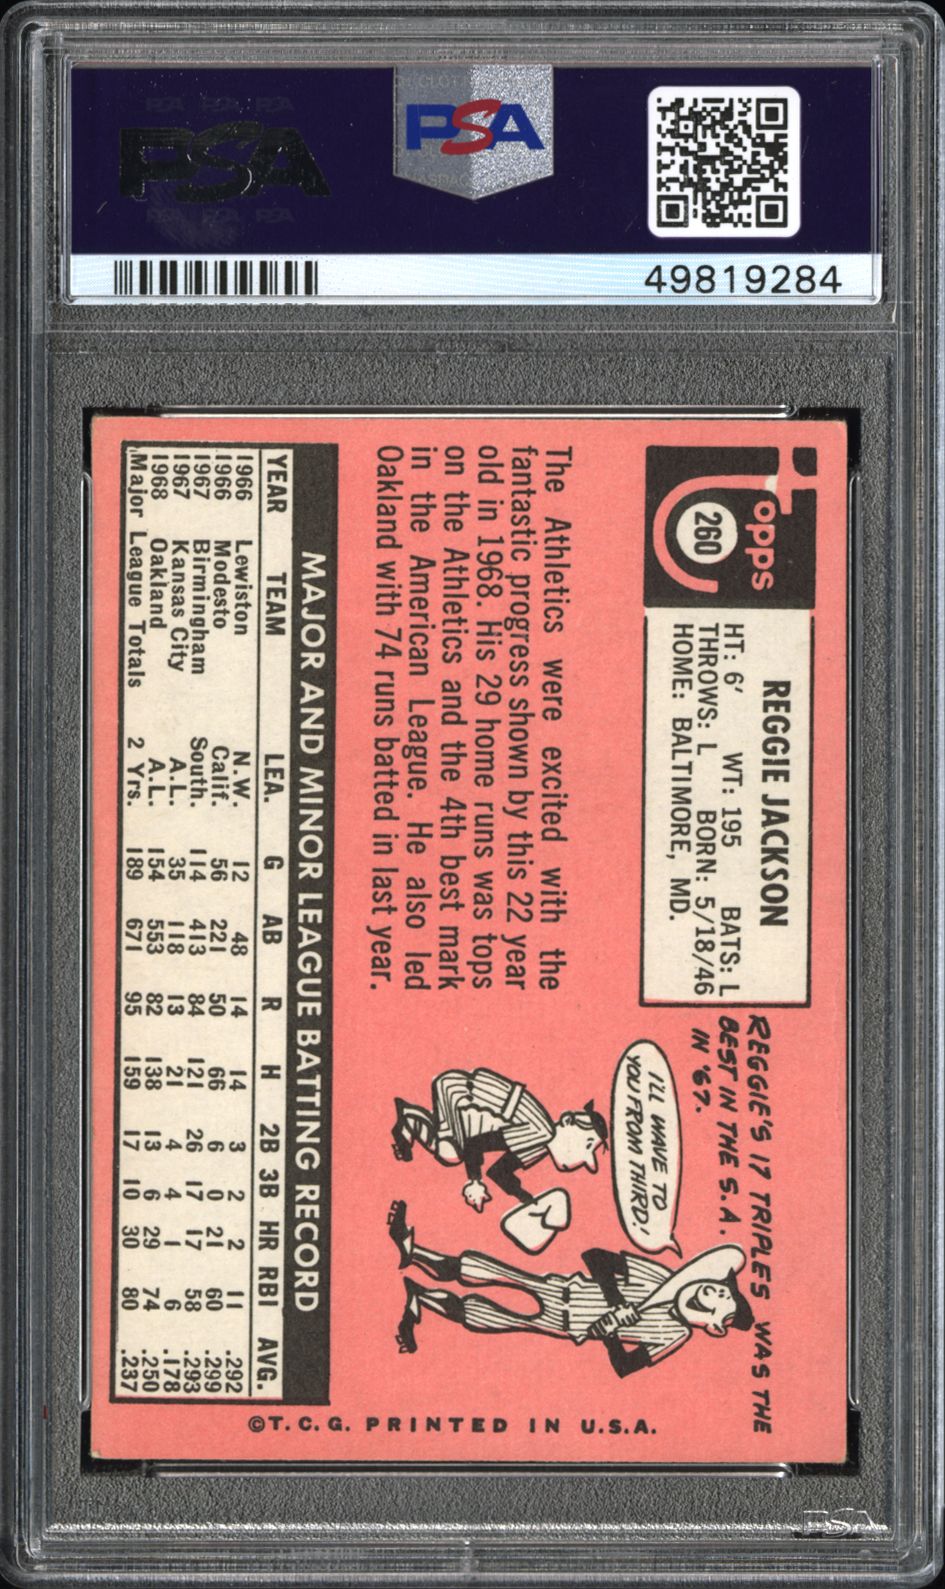 PSA
PSA
49819284
Topps
260
REGGIE JACKSON
HT: 6' WT: 195 BATS: L
THROWS: L BORN: 5/18/46
HOME: BALTIMORE, MD.
REGGIE'S 17 TRIPLES WAS THE
BEST IN THE S.A.
IN '67.
I'LL WAVE TO
YOU FROM THIRD!
The Athletics were excited with the
fantastic progress shown by this 22 year
old in 1968. His 29 home runs was tops
on the Athletics and the 4th best mark
in the American League. He also led
Oakland with 74 runs batted in last year.
MAJOR AND MINOR LEAGUE BATTING RECORD
YEAR TEAM LEA. G AB R H 2B 3B HR RBI AVG.
1966 Lewiston N.W. 12 48 14 14 3 2 2 11 .292
1966 Modesto Calif. 56 221 50 66 6 0 21 60 .299
1967 Birmingham South. 114 413 84 121 26 17 17 58 .293
1967 Kansas City A.L. 35 118 13 21 4 4 1 6 .178
1968 Oakland A.L. 154 553 82 138 13 6 29 74 .250
Major League Totals 2 Yrs. 189 671 95 159 17 10 30 80 .237
©T.C.G. PRINTED IN U.S.A.
PSA